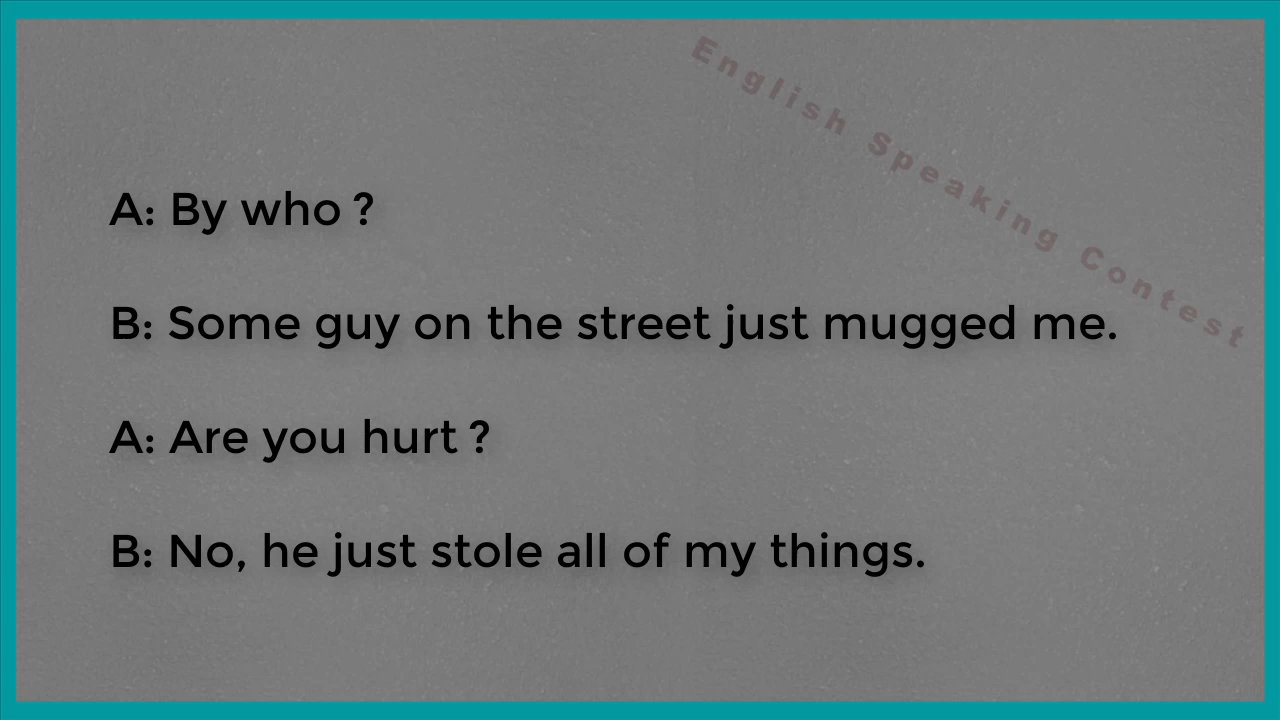 English Speaking Contest
A: By who ?
B: Some guy on the street just mugged me.
A: Are you hurt ?
B: No, he just stole all of my things.